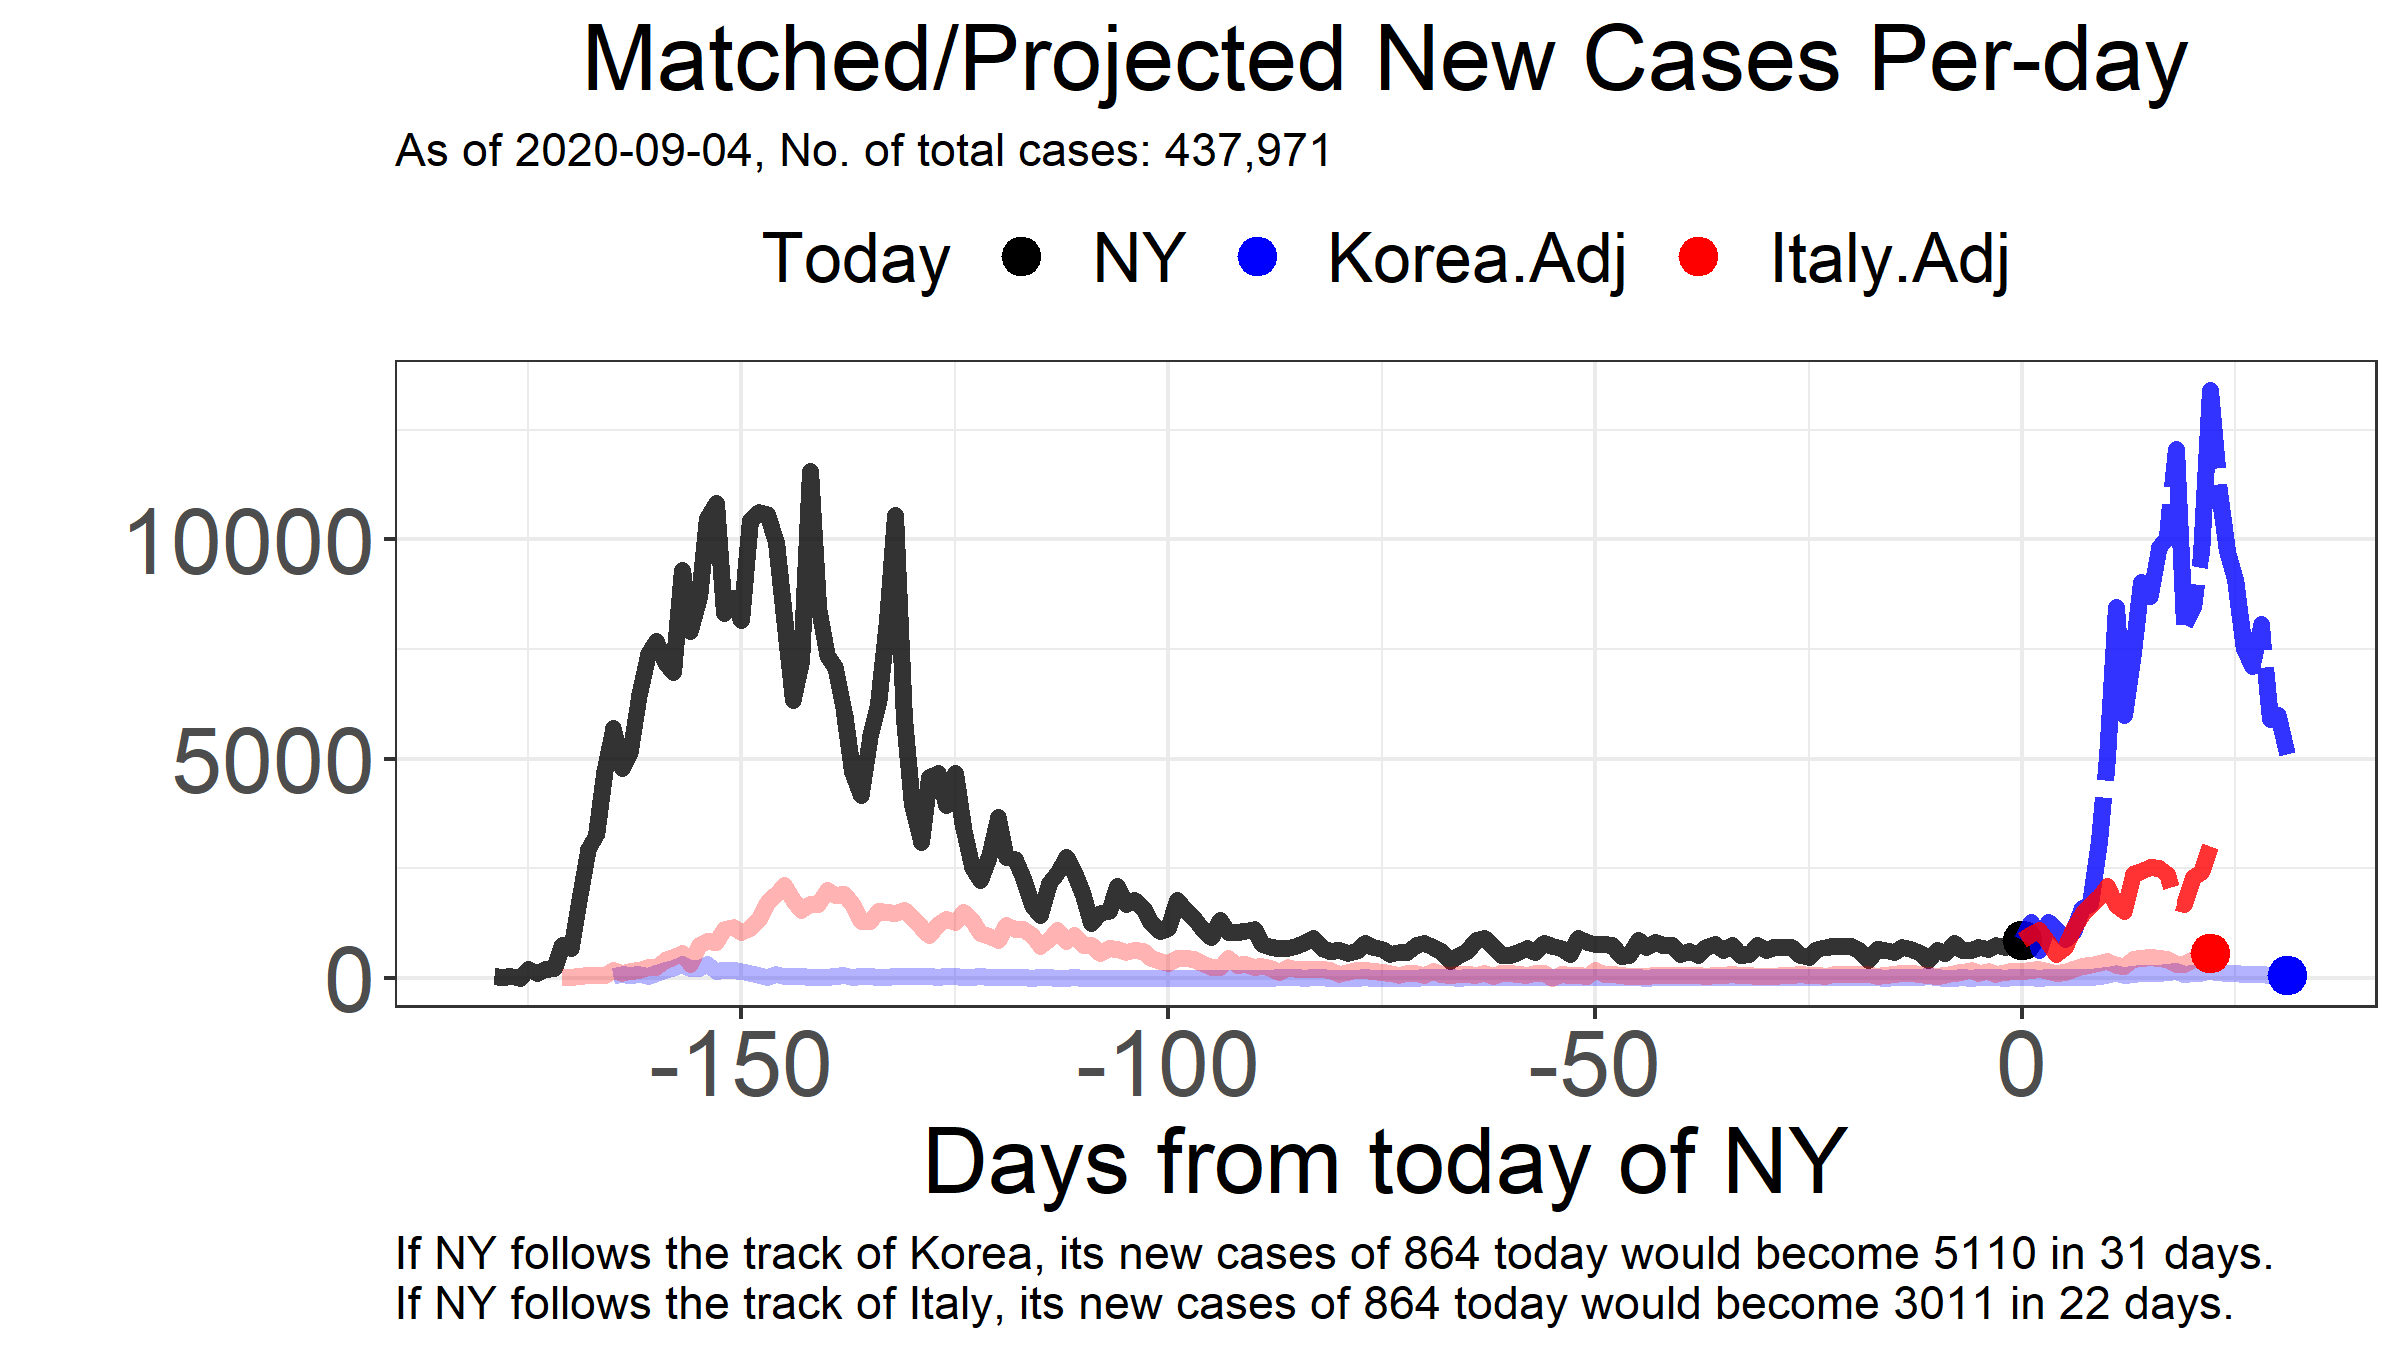 Matched/Projected New Cases Per-day
As of 2020-09-04, No. of total cases: 437,971
Today NY Korea.Adj Italy.Adj
10000
5000
0
-150 -100 -50 0
Days from today of NY
If NY follows the track of Korea, its new cases of 864 today would become 5110 in 31 days.
If NY follows the track of Italy, its new cases of 864 today would become 3011 in 22 days.